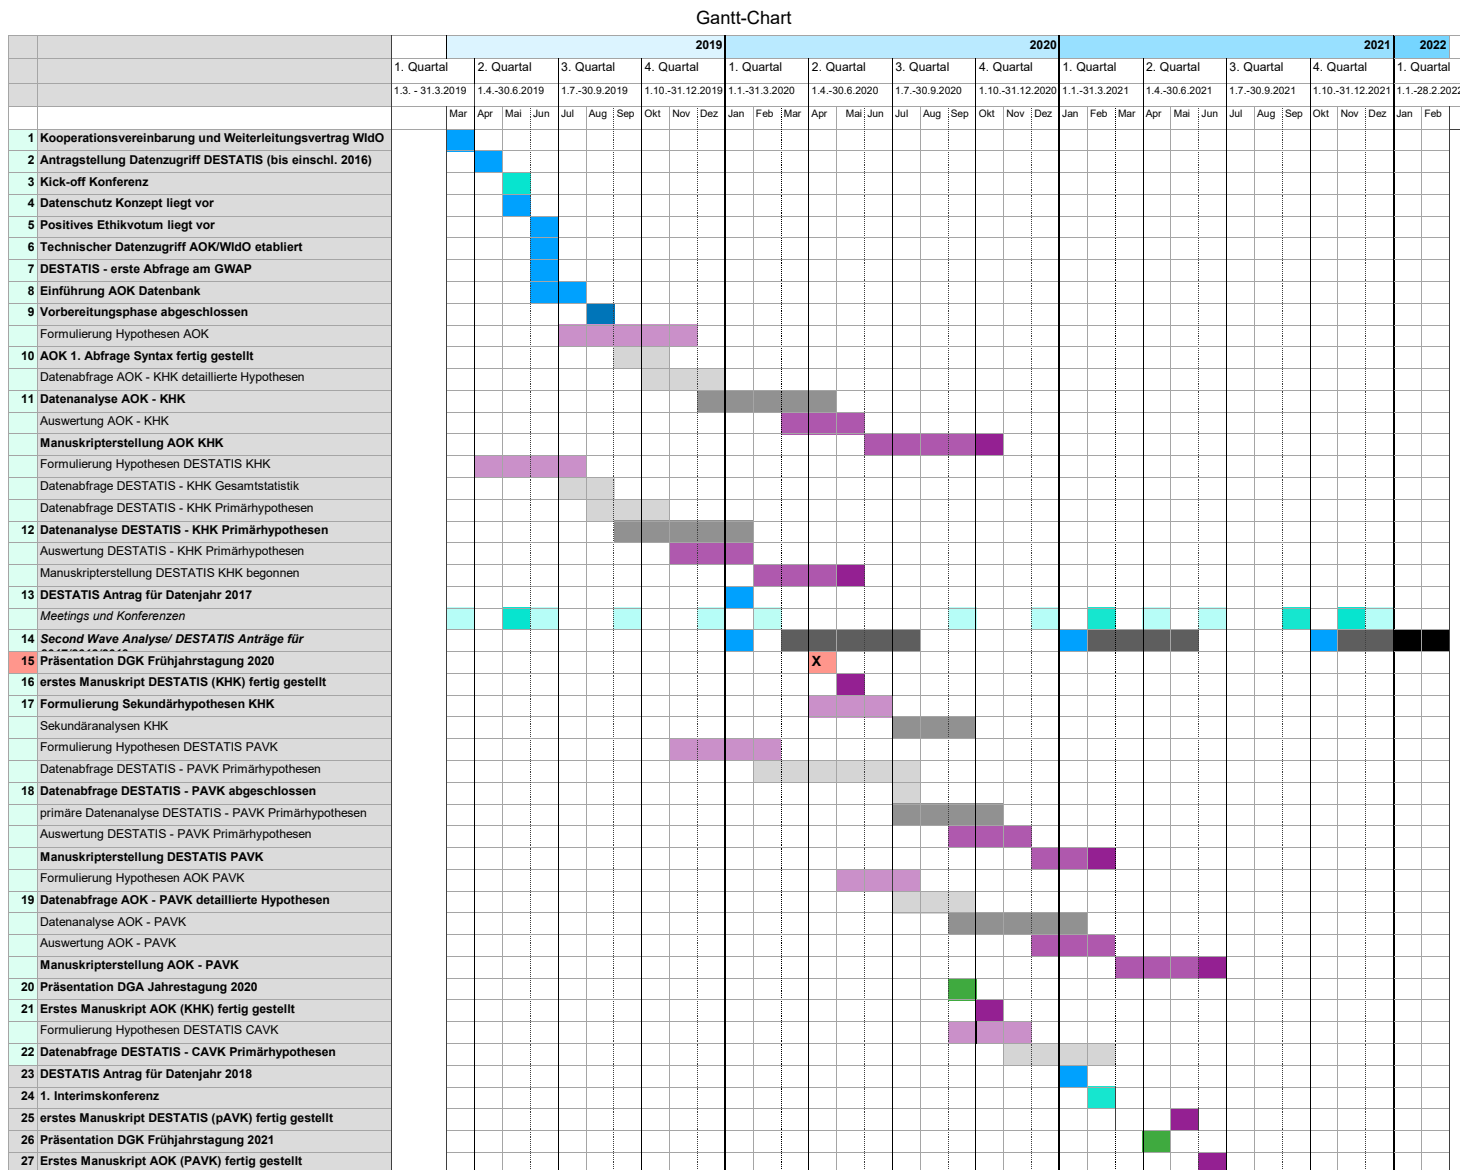 Gantt-Chart
2019 2020 2021 2022
1. Quartal 2. Quartal 3. Quartal 4. Quartal 1. Quartal 2. Quartal 3. Quartal 4. Quartal 1. Quartal 2. Quartal 3. Quartal 4. Quartal 1. Quartal
1.3. - 31.3.2019 1.4.-30.6.2019 1.7.-30.9.2019 1.10.-31.12.2019 1.1.-31.3.2020 1.4.-30.6.2020 1.7.-30.9.2020 1.10.-31.12.2020 1.1.-31.3.2021 1.4.-30.6.2021 1.7.-30.9.2021 1.10.-31.12.2021 1.1.-28.2.2022
Mar Apr Mai Jun Jul Aug Sep Okt Nov Dez Jan Feb Mar Apr Mai Jun Jul Aug Sep Okt Nov Dez Jan Feb Mar Apr Mai Jun Jul Aug Sep Okt Nov Dez Jan Feb
1 Kooperationsvereinbarung und Weiterleitungsvertrag WIdO
2 Antragstellung Datenzugriff DESTATIS (bis einschl. 2016)
3 Kick-off Konferenz
4 Datenschutz Konzept liegt vor
5 Positives Ethikvotum liegt vor
6 Technischer Datenzugriff AOK/WIdO etabliert
7 DESTATIS - erste Abfrage am GWAP
8 Einführung AOK Datenbank
9 Vorbereitungsphase abgeschlossen
Formulierung Hypothesen AOK
10 AOK 1. Abfrage Syntax fertig gestellt
Datenabfrage AOK - KHK detaillierte Hypothesen
11 Datenanalyse AOK - KHK
Auswertung AOK - KHK
Manuskripterstellung AOK KHK
Formulierung Hypothesen DESTATIS KHK
Datenabfrage DESTATIS - KHK Gesamtstatistik
Datenabfrage DESTATIS - KHK Primärhypothesen
12 Datenanalyse DESTATIS - KHK Primärhypothesen
Auswertung DESTATIS - KHK Primärhypothesen
Manuskripterstellung DESTATIS KHK begonnen
13 DESTATIS Antrag für Datenjahr 2017
Meetings und Konferenzen
14 Second Wave Analyse/ DESTATIS Anträge für
15 Präsentation DGK Frühjahrstagung 2020 X
16 erstes Manuskript DESTATIS (KHK) fertig gestellt
17 Formulierung Sekundärhypothesen KHK
Sekundäranalysen KHK
Formulierung Hypothesen DESTATIS PAVK
Datenabfrage DESTATIS - PAVK Primärhypothesen
18 Datenabfrage DESTATIS - PAVK abgeschlossen
primäre Datenanalyse DESTATIS - PAVK Primärhypothesen
Auswertung DESTATIS - PAVK Primärhypothesen
Manuskripterstellung DESTATIS PAVK
Formulierung Hypothesen AOK PAVK
19 Datenabfrage AOK - PAVK detaillierte Hypothesen
Datenanalyse AOK - PAVK
Auswertung AOK - PAVK
Manuskripterstellung AOK - PAVK
20 Präsentation DGA Jahrestagung 2020
21 Erstes Manuskript AOK (KHK) fertig gestellt
Formulierung Hypothesen DESTATIS CAVK
22 Datenabfrage DESTATIS - CAVK Primärhypothesen
23 DESTATIS Antrag für Datenjahr 2018
24 1. Interimskonferenz
25 erstes Manuskript DESTATIS (pAVK) fertig gestellt
26 Präsentation DGK Frühjahrstagung 2021
27 Erstes Manuskript AOK (PAVK) fertig gestellt